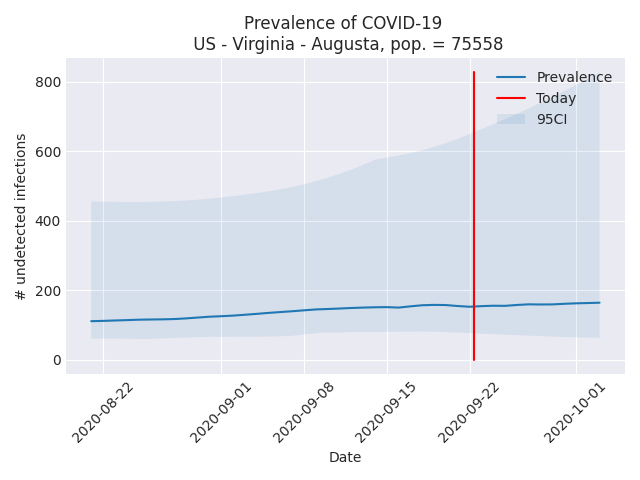 Prevalence of COVID-19
US - Virginia - Augusta, pop. = 75558
Prevalence
Today
95CI
# undetected infections
800
600
400
200
0
2020-08-22
2020-09-01
2020-09-08
2020-09-15
2020-09-22
2020-10-01
Date